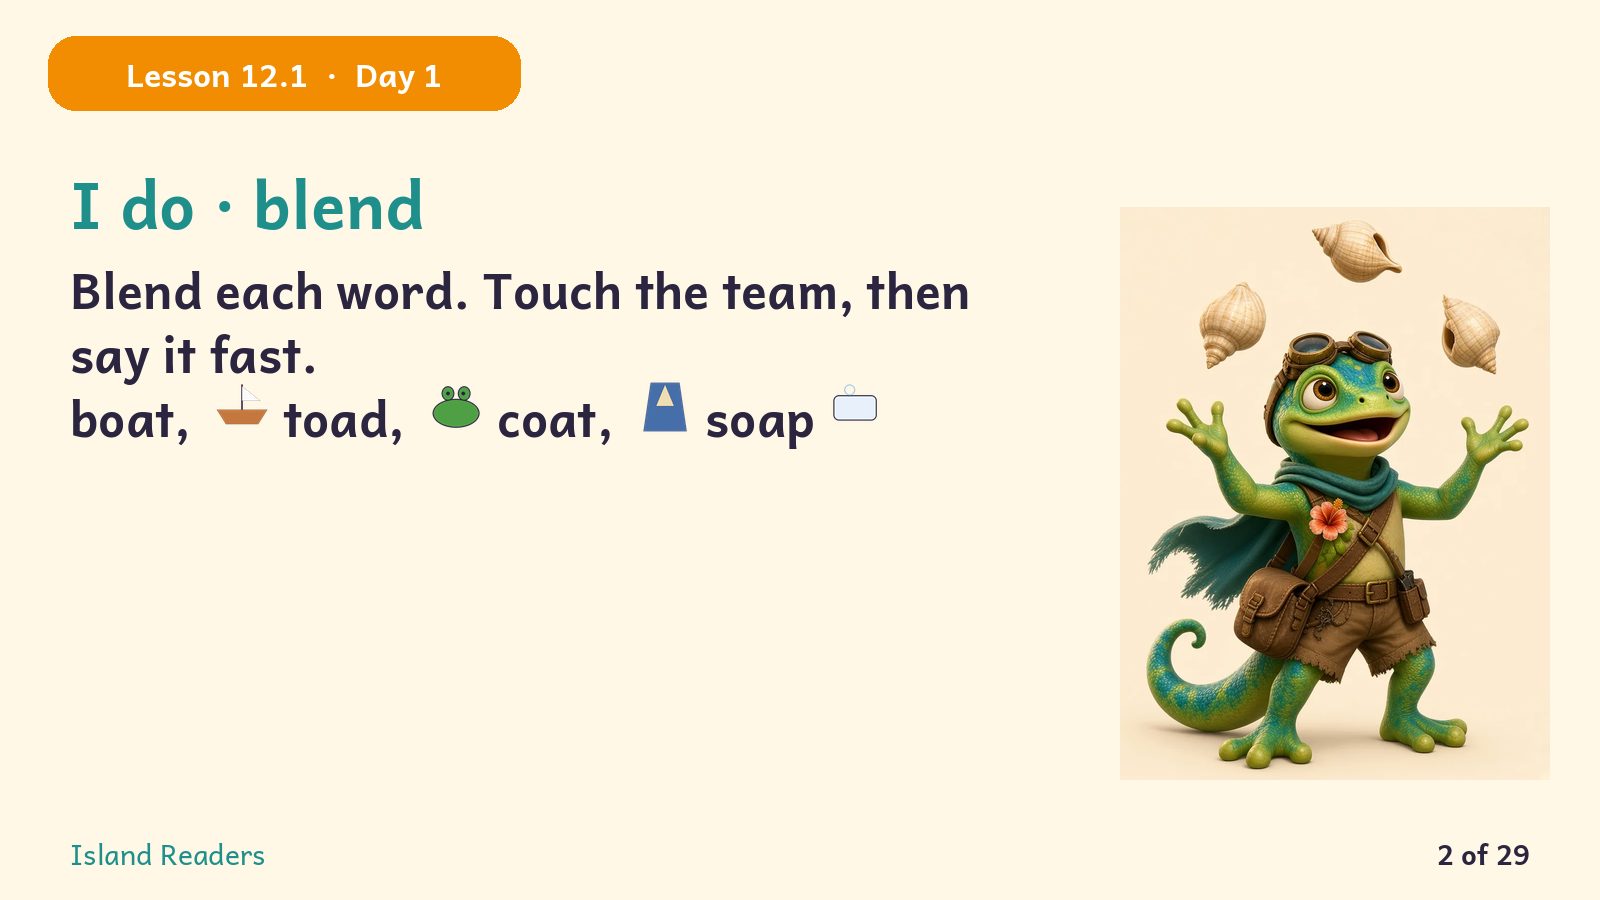 Lesson 12.1 · Day 1
I do · blend
Blend each word. Touch the team, then
say it fast.
boat, toad, coat, soap
Island Readers
2 of 29